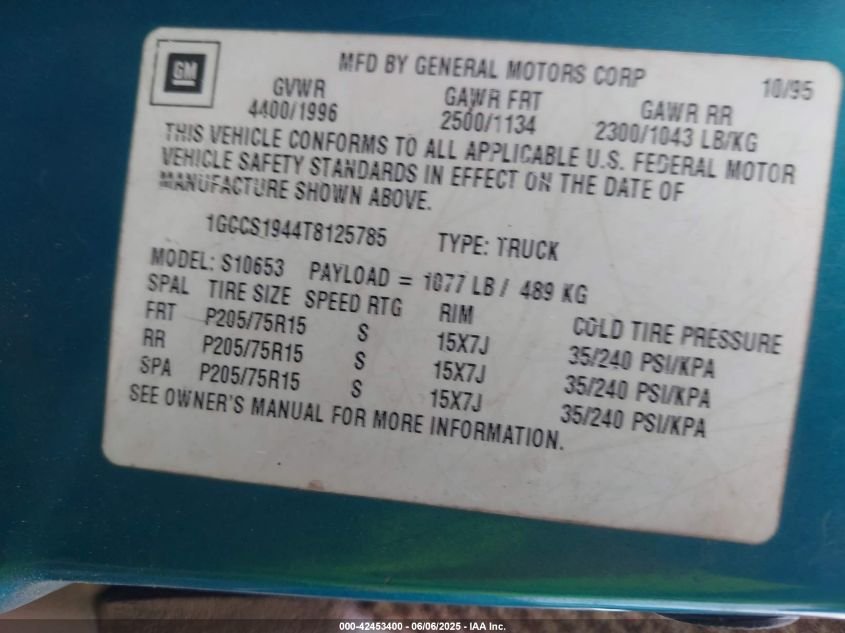 GM
MFD BY GENERAL MOTORS CORP 10/95
GVWR GAWR FRT GAWR RR
4400/1996 2500/1134 2300/1043 LB/KG
THIS VEHICLE CONFORMS TO ALL APPLICABLE U.S. FEDERAL MOTOR
VEHICLE SAFETY STANDARDS IN EFFECT ON THE DATE OF
MANUFACTURE SHOWN ABOVE.
1GCCS1944T8125785 TYPE: TRUCK
MODEL: S10653 PAYLOAD = 1077 LB / 489 KG
SPAL TIRE SIZE SPEED RTG RIM COLD TIRE PRESSURE
FRT P205/75R15 S 15X7J 35/240 PSI/KPA
RR P205/75R15 S 15X7J 35/240 PSI/KPA
SPA P205/75R15 S 15X7J 35/240 PSI/KPA
SEE OWNER'S MANUAL FOR MORE INFORMATION.
000-42453400 - 06/06/2025 - IAA Inc.